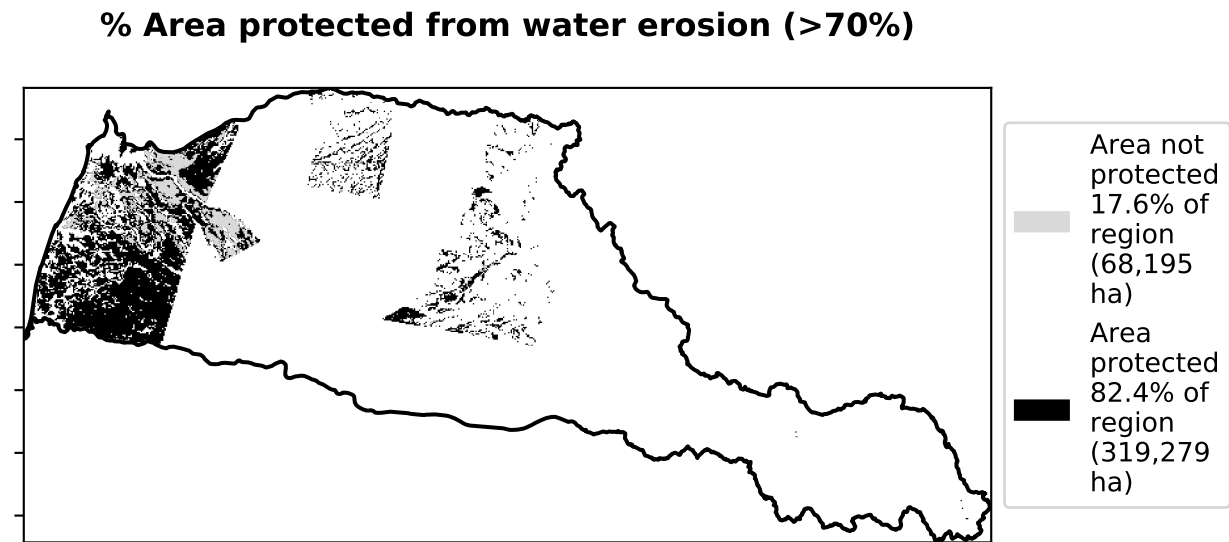 % Area protected from water erosion (>70%)
Area not
protected
17.6% of
region
(68,195
ha)
Area
protected
82.4% of
region
(319,279
ha)